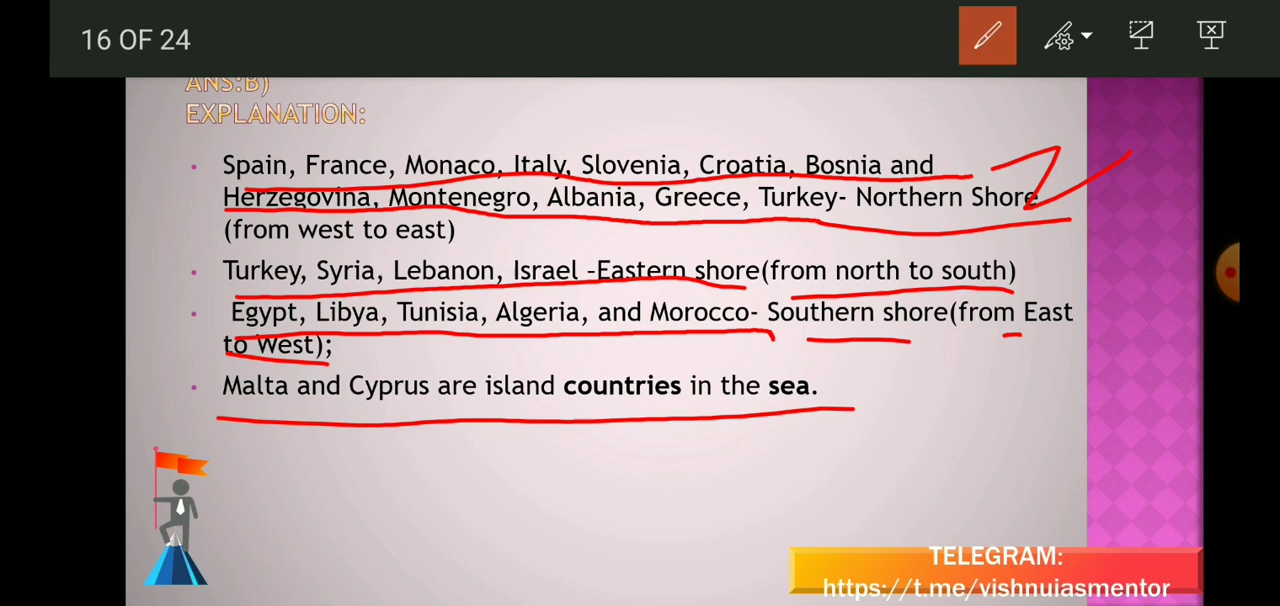 16 OF 24
ANS:B)
EXPLANATION:
• Spain, France, Monaco, Italy, Slovenia, Croatia, Bosnia and
Herzegovina, Montenegro, Albania, Greece, Turkey- Northern Shore
(from west to east)
• Turkey, Syria, Lebanon, Israel –Eastern shore(from north to south)
• Egypt, Libya, Tunisia, Algeria, and Morocco- Southern shore(from East
to West);
• Malta and Cyprus are island countries in the sea.
TELEGRAM:
https://t.me/vishnuiasmentor